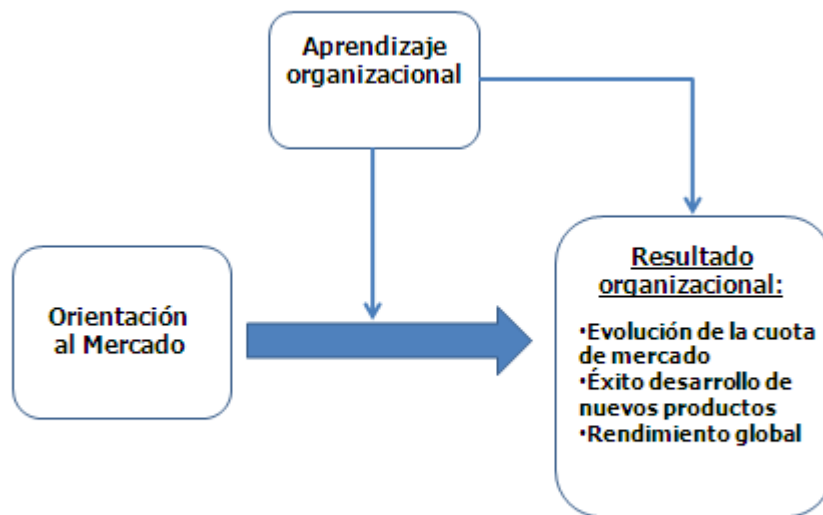 Aprendizaje
organizacional
Orientación
al Mercado
Resultado
organizacional:
•Evolución de la cuota
de mercado
•Éxito desarrollo de
nuevos productos
•Rendimiento global